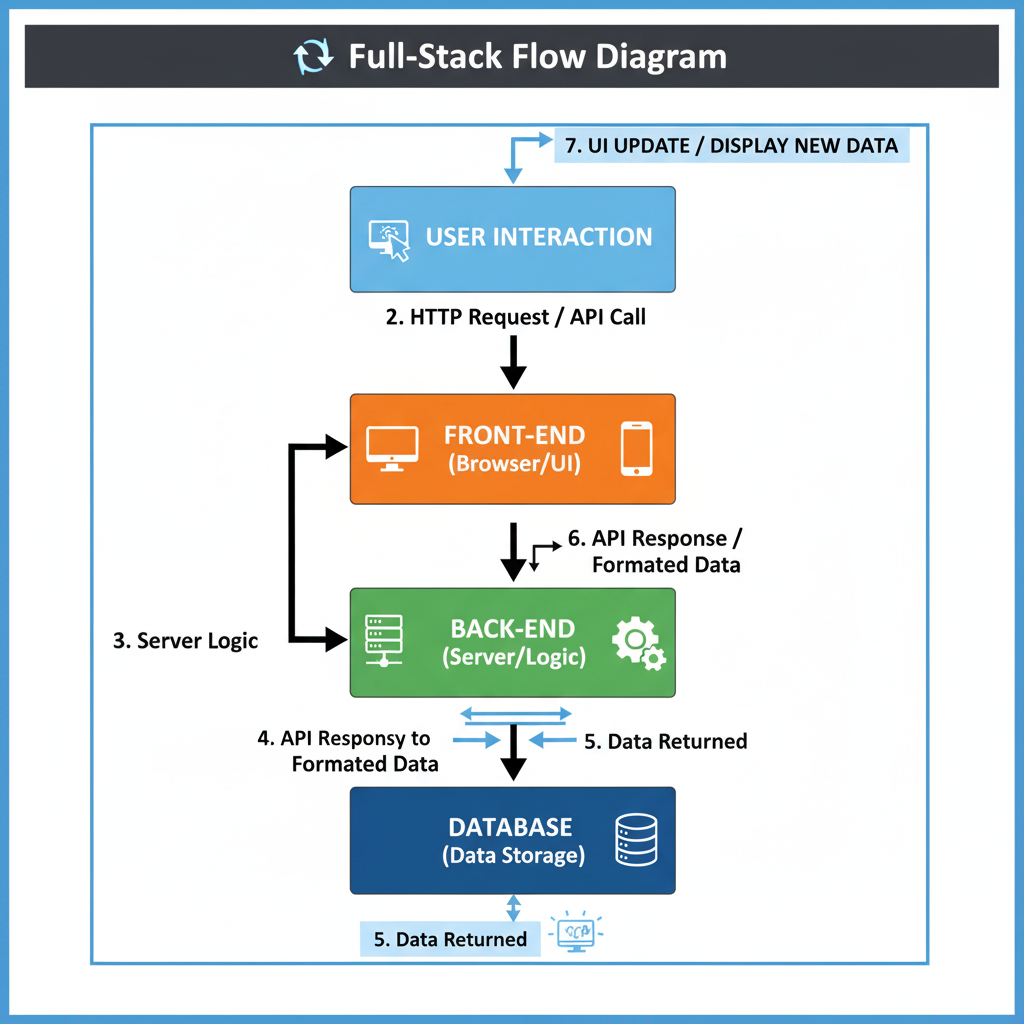 Full-Stack Flow Diagram
7. UI UPDATE / DISPLAY NEW DATA
USER INTERACTION
2. HTTP Request / API Call
FRONT-END
(Browser/UI)
6. API Response /
Formated Data
3. Server Logic
BACK-END
(Server/Logic)
4. API Responsy to
Formated Data
5. Data Returned
DATABASE
(Data Storage)
5. Data Returned